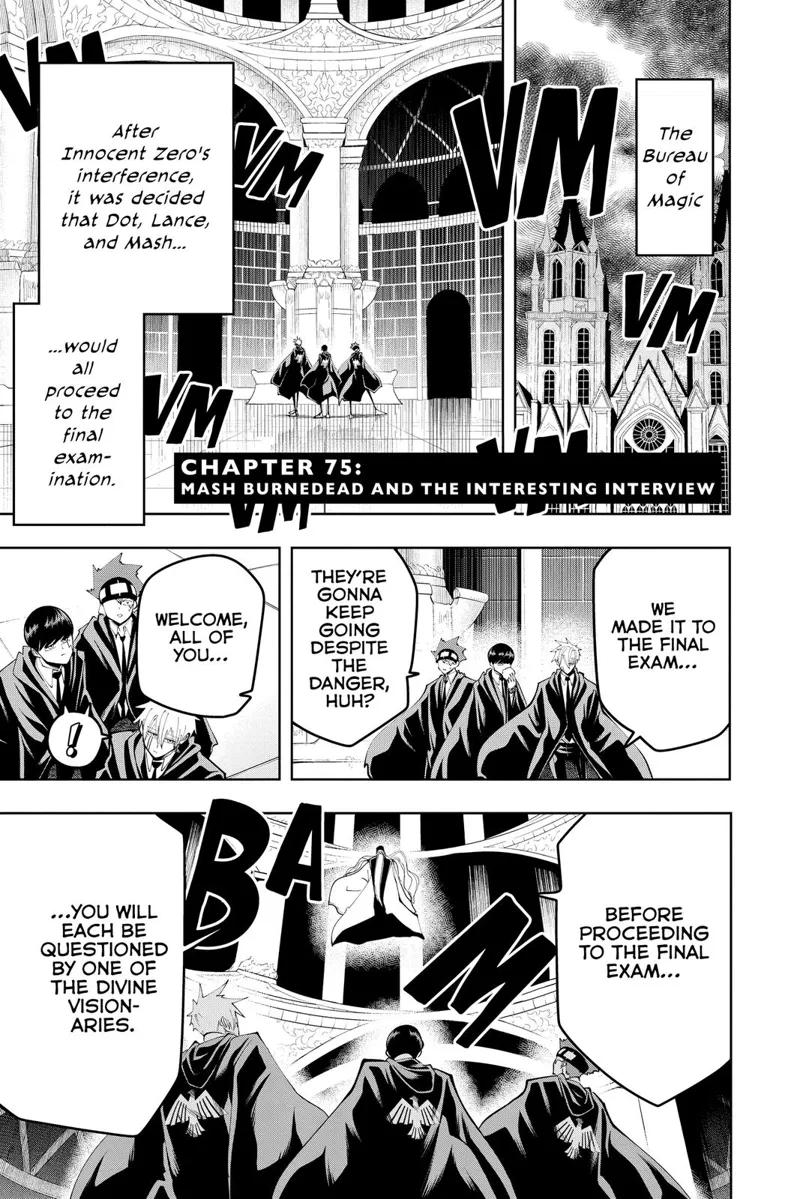 The
Bureau
of
Magic
VM
VM
VM
VM
VM
VM
VM
After
Innocent Zero's
interference,
it was decided
that Dot, Lance,
and Mash...
...would
all
proceed
to the
final
exam-
ination.
CHAPTER 75:
MASH BURNEDEAD AND THE INTERESTING INTERVIEW
WE
MADE IT TO
THE FINAL
EXAM...
THEY'RE
GONNA
KEEP
GOING
DESPITE
THE
DANGER,
HUH?
WELCOME,
ALL OF
YOU...
!
BEFORE
PROCEEDING
TO THE FINAL
EXAM...
BAM
...YOU WILL
EACH BE
QUESTIONED
BY ONE OF
THE DIVINE
VISION-
ARIES.